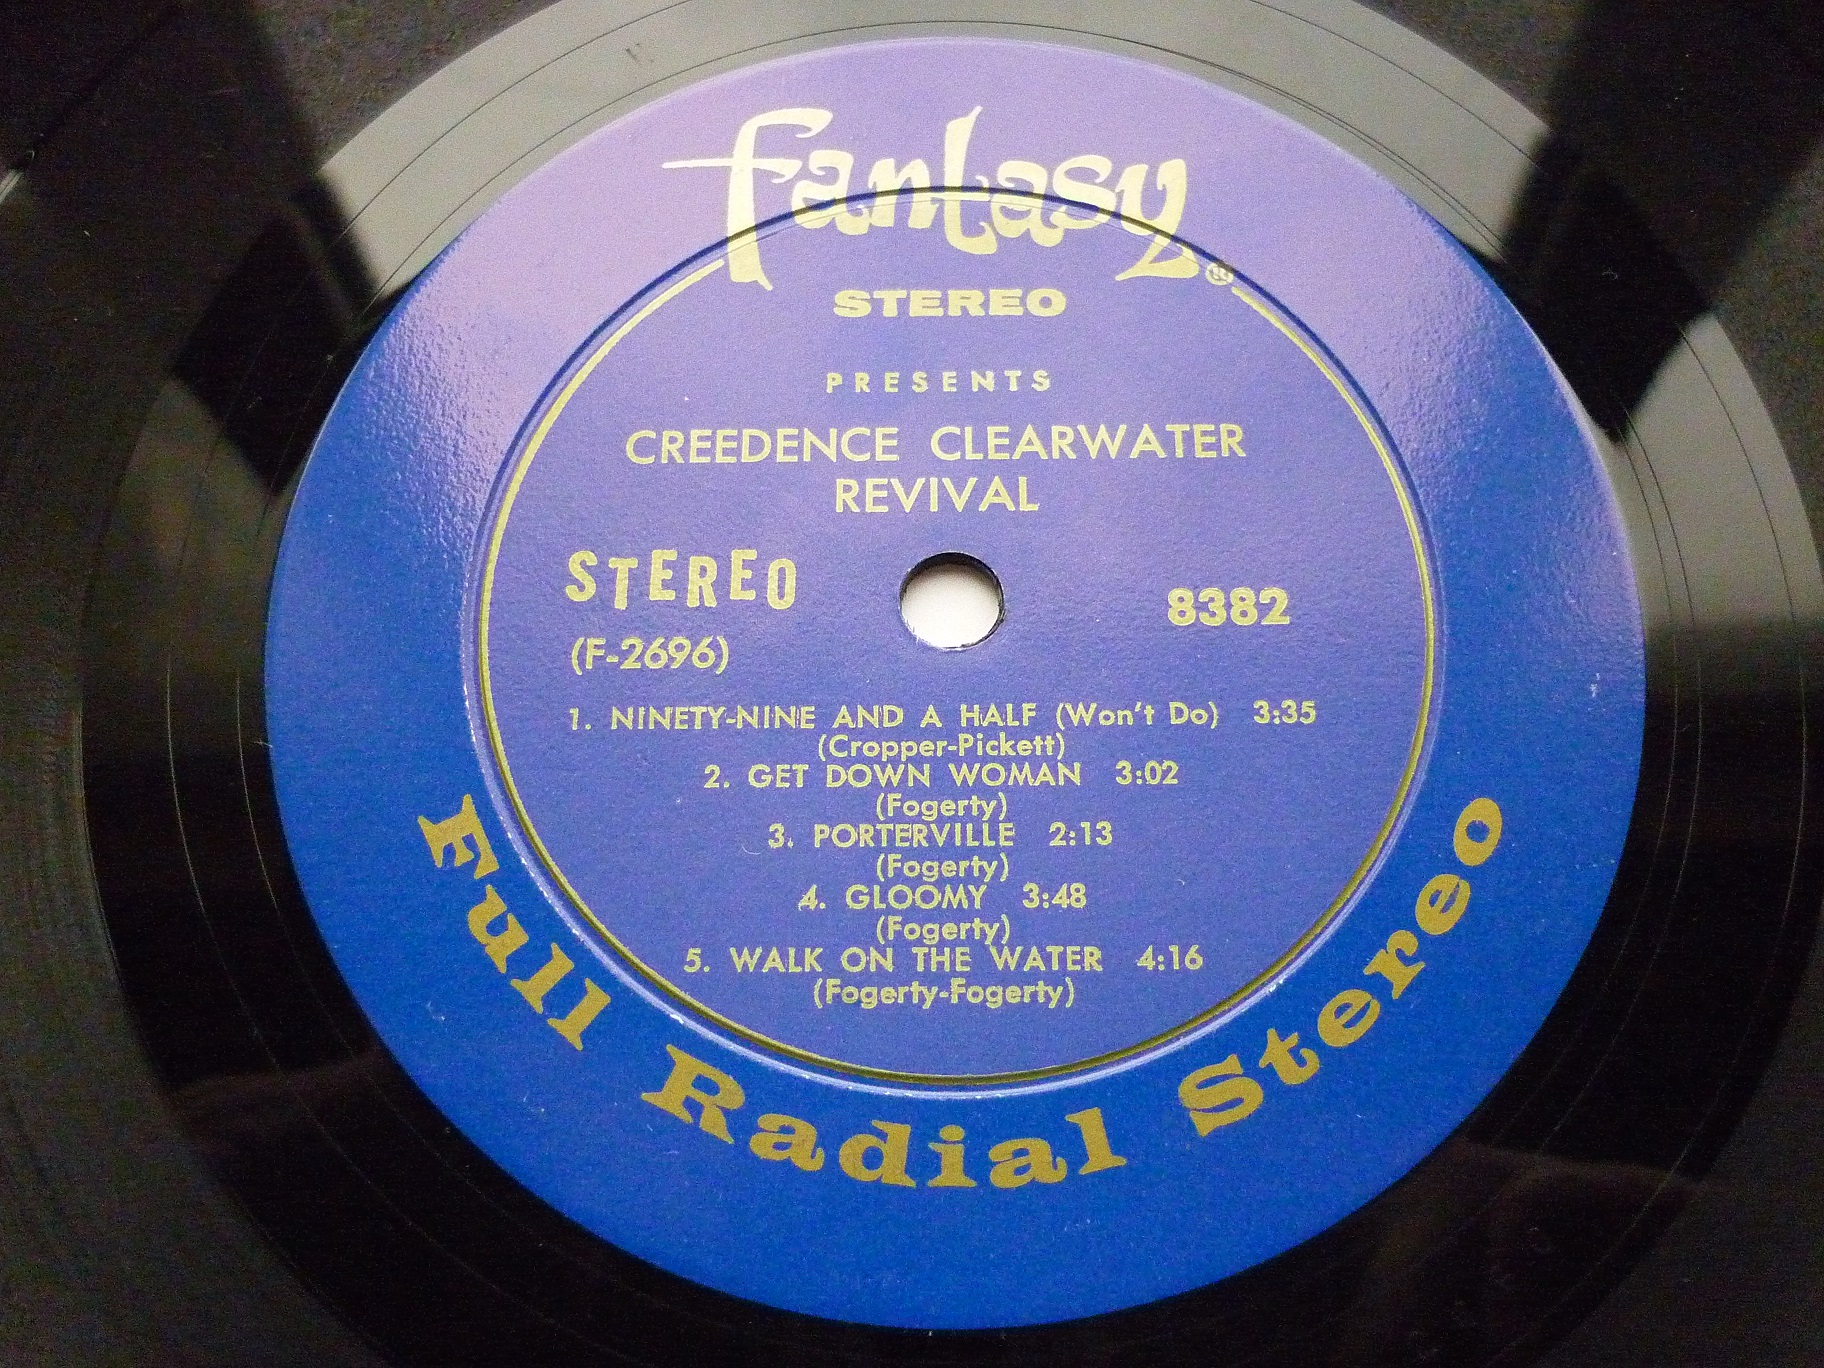 Fantasy®
STEREO
PRESENTS
CREEDENCE CLEARWATER
REVIVAL
STEREO 8382
(F-2696)
1. NINETY-NINE AND A HALF (Won't Do) 3:35
(Cropper-Pickett)
2. GET DOWN WOMAN 3:02
(Fogerty)
3. PORTERVILLE 2:13
(Fogerty)
4. GLOOMY 3:48
(Fogerty)
5. WALK ON THE WATER 4:16
(Fogerty-Fogerty)
Full Radial Stereo